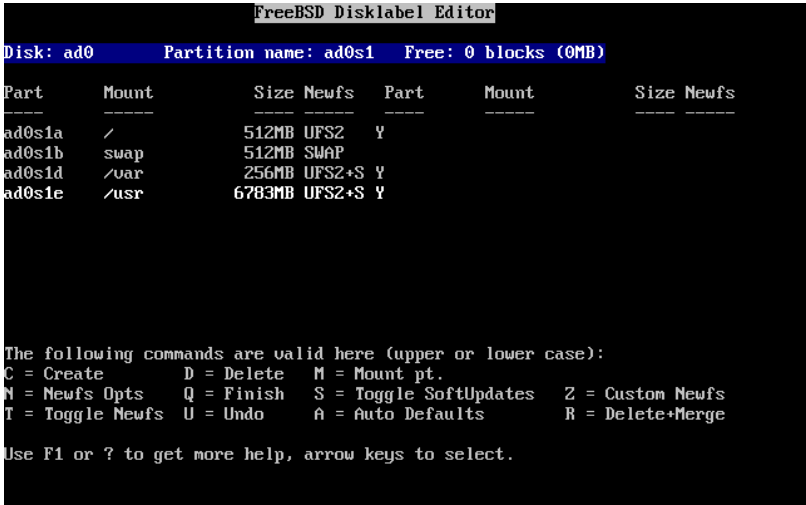 FreeBSD Disklabel Editor
Disk: ad0 Partition name: ad0s1 Free: 0 blocks (0MB)
Part Mount Size Newfs Part Mount Size Newfs
---- ----- ---- ----- ---- ----- ---- -----
ad0s1a / 512MB UFS2 Y
ad0s1b swap 512MB SWAP
ad0s1d /var 256MB UFS2+S Y
ad0s1e /usr 6783MB UFS2+S Y
The following commands are valid here (upper or lower case):
C = Create D = Delete M = Mount pt.
N = Newfs Opts Q = Finish S = Toggle SoftUpdates Z = Custom Newfs
T = Toggle Newfs U = Undo A = Auto Defaults R = Delete+Merge
Use F1 or ? to get more help, arrow keys to select.